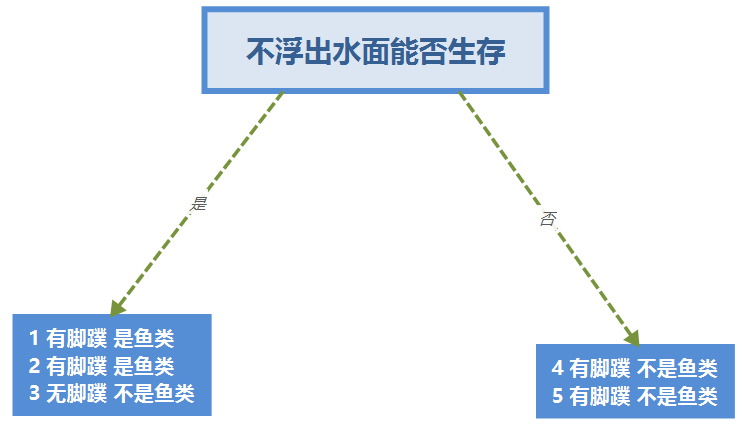 不浮出水面能否生存
是
否
1 有脚蹼 是鱼类
2 有脚蹼 是鱼类
3 无脚蹼 不是鱼类
4 有脚蹼 不是鱼类
5 有脚蹼 不是鱼类